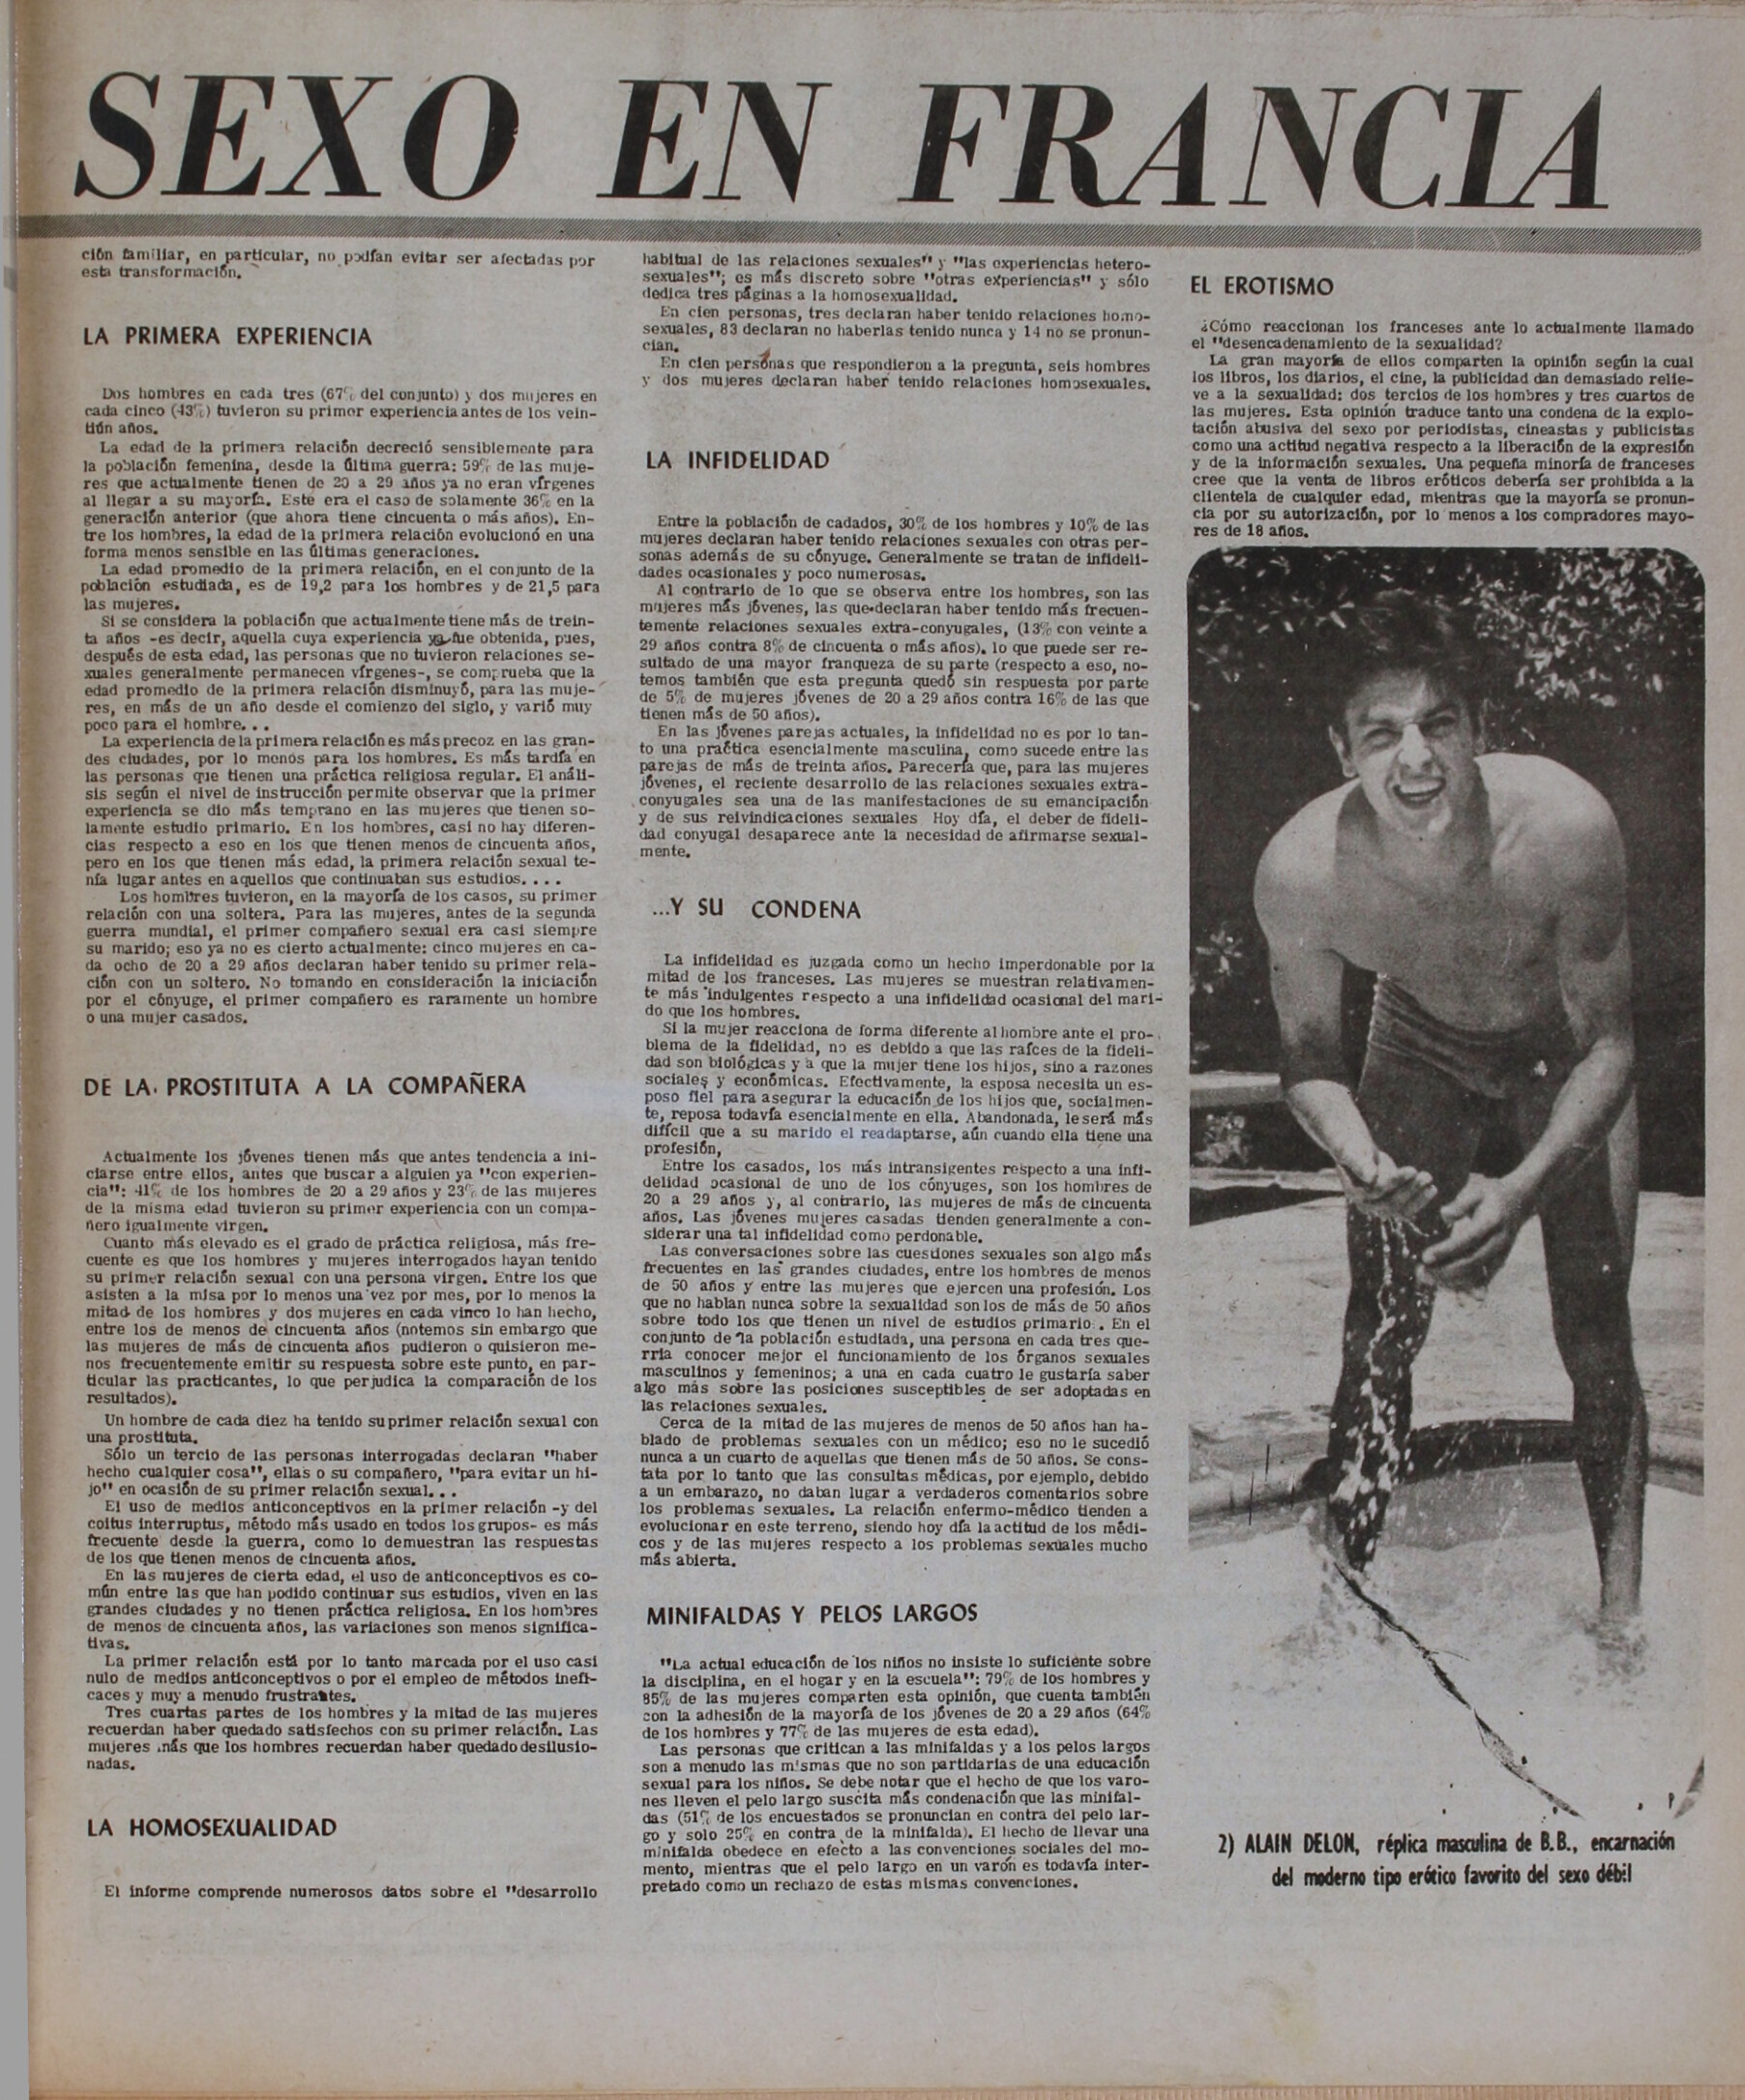 SEXO EN FRANCIA
ción familiar, en particular, no podían evitar ser afectadas por
esta transformación.
LA PRIMERA EXPERIENCIA
Dos hombres en cada tres (67% del conjunto) y dos mujeres en
cada cinco (43%) tuvieron su primer experiencia antes de los vein-
tiún años.
La edad de la primera relación decreció sensiblemente para
la población femenina, desde la última guerra: 59% de las muje-
res que actualmente tienen de 20 a 29 años ya no eran vírgenes
al llegar a su mayoría. Este era el caso de solamente 36% en la
generación anterior (que ahora tiene cincuenta o más años). En-
tre los hombres, la edad de la primera relación evolucionó en una
forma menos sensible en las últimas generaciones.
La edad promedio de la primera relación, en el conjunto de la
población estudiada, es de 19,2 para los hombres y de 21,5 para
las mujeres.
Si se considera la población que actualmente tiene más de trein-
ta años -es decir, aquella cuya experiencia ya fue obtenida, pues,
después de esta edad, las personas que no tuvieron relaciones se-
xuales generalmente permanecen vírgenes-, se comprueba que la
edad promedio de la primera relación disminuyó, para las muje-
res, en más de un año desde el comienzo del siglo, y varió muy
poco para el hombre...
La experiencia de la primera relación es más precoz en las gran-
des ciudades, por lo menos para los hombres. Es más tardía en
las personas que tienen una práctica religiosa regular. El análi-
sis según el nivel de instrucción permite observar que la primer
experiencia se dio más temprano en las mujeres que tienen so-
lamente estudio primario. En los hombres, casi no hay diferen-
cias respecto a eso en los que tienen menos de cincuenta años,
pero en los que tienen más edad, la primera relación sexual te-
nía lugar antes en aquellos que continuaban sus estudios....
Los hombres tuvieron, en la mayoría de los casos, su primer
relación con una soltera. Para las mujeres, antes de la segunda
guerra mundial, el primer compañero sexual era casi siempre
su marido; eso ya no es cierto actualmente: cinco mujeres en ca-
da ocho de 20 a 29 años declaran haber tenido su primer rela-
ción con un soltero. No tomando en consideración la iniciación
por el cónyuge, el primer compañero es raramente un hombre
o una mujer casados.
DE LA PROSTITUTA A LA COMPAÑERA
Actualmente los jóvenes tienen más que antes tendencia a ini-
ciarse entre ellos, antes que buscar a alguien ya "con experien-
cia": 41% de los hombres de 20 a 29 años y 23% de las mujeres
de la misma edad tuvieron su primer experiencia con un compa-
ñero igualmente virgen.
Cuanto más elevado es el grado de práctica religiosa, más fre-
cuente es que los hombres y mujeres interrogados hayan tenido
su primer relación sexual con una persona virgen. Entre los que
asisten a la misa por lo menos una vez por mes, por lo menos la
mitad de los hombres y dos mujeres en cada vinco lo han hecho,
entre los de menos de cincuenta años (notemos sin embargo que
las mujeres de más de cincuenta años pudieron o quisieron me-
nos frecuentemente emitir su respuesta sobre este punto, en par-
ticular las practicantes, lo que perjudica la comparación de los
resultados).
Un hombre de cada diez ha tenido su primer relación sexual con
una prostituta.
Sólo un tercio de las personas interrogadas declaran "haber
hecho cualquier cosa", ellas o su compañero, "para evitar un hi-
jo" en ocasión de su primer relación sexual...
El uso de medios anticonceptivos en la primer relación -y del
coitus interruptus, método más usado en todos los grupos- es más
frecuente desde la guerra, como lo demuestran las respuestas
de los que tienen menos de cincuenta años.
En las mujeres de cierta edad, el uso de anticonceptivos es co-
mún entre las que han podido continuar sus estudios, viven en las
grandes ciudades y no tienen práctica religiosa. En los hombres
de menos de cincuenta años, las variaciones son menos significa-
tivas.
La primer relación está por lo tanto marcada por el uso casi
nulo de medios anticonceptivos o por el empleo de métodos inefi-
caces y muy a menudo frustrantes.
Tres cuartas partes de los hombres y la mitad de las mujeres
recuerdan haber quedado satisfechos con su primer relación. Las
mujeres más que los hombres recuerdan haber quedado desilusio-
nadas.
LA HOMOSEXUALIDAD
El informe comprende numerosos datos sobre el "desarrollo
habitual de las relaciones sexuales" y "las experiencias hetero-
sexuales"; es más discreto sobre "otras experiencias" y sólo
dedica tres páginas a la homosexualidad.
En cien personas, tres declaran haber tenido relaciones homo-
sexuales, 83 declaran no haberlas tenido nunca y 14 no se pronun-
cian.
En cien personas que respondieron a la pregunta, seis hombres
y dos mujeres declaran haber tenido relaciones homosexuales.
LA INFIDELIDAD
Entre la población de cadados, 30% de los hombres y 10% de las
mujeres declaran haber tenido relaciones sexuales con otras per-
sonas además de su cónyuge. Generalmente se tratan de infideli-
dades ocasionales y poco numerosas.
Al contrario de lo que se observa entre los hombres, son las
mujeres más jóvenes, las que declaran haber tenido más frecuen-
temente relaciones sexuales extra-conyugales, (13% con veinte a
29 años contra 8% de cincuenta o más años). lo que puede ser re-
sultado de una mayor franqueza de su parte (respecto a eso, no-
temos también que esta pregunta quedó sin respuesta por parte
de 5% de mujeres jóvenes de 20 a 29 años contra 16% de las que
tienen más de 50 años).
En las jóvenes parejas actuales, la infidelidad no es por lo tan-
to una práctica esencialmente masculina, como sucede entre las
parejas de más de treinta años. Parecería que, para las mujeres
jóvenes, el reciente desarrollo de las relaciones sexuales extra-
conyugales sea una de las manifestaciones de su emancipación
y de sus reivindicaciones sexuales Hoy día, el deber de fideli-
dad conyugal desaparece ante la necesidad de afirmarse sexual-
mente.
...Y SU CONDENA
La infidelidad es juzgada como un hecho imperdonable por la
mitad de los franceses. Las mujeres se muestran relativamen-
te más indulgentes respecto a una infidelidad ocasional del mari-
do que los hombres.
Si la mujer reacciona de forma diferente al hombre ante el pro-
blema de la fidelidad, no es debido a que las raíces de la fideli-
dad son biológicas y a que la mujer tiene los hijos, sino a razones
sociales y económicas. Efectivamente, la esposa necesita un es-
poso fiel para asegurar la educación de los hijos que, socialmen-
te, reposa todavía esencialmente en ella. Abandonada, le será más
difícil que a su marido el readaptarse, aún cuando ella tiene una
profesión,
Entre los casados, los más intransigentes respecto a una infi-
delidad ocasional de uno de los cónyuges, son los hombres de
20 a 29 años y, al contrario, las mujeres de más de cincuenta
años. Las jóvenes mujeres casadas tienden generalmente a con-
siderar una tal infidelidad como perdonable.
Las conversaciones sobre las cuestiones sexuales son algo más
frecuentes en las grandes ciudades, entre los hombres de menos
de 50 años y entre las mujeres que ejercen una profesión. Los
que no hablan nunca sobre la sexualidad son los de más de 50 años
sobre todo los que tienen un nivel de estudios primario. En el
conjunto de la población estudiada, una persona en cada tres que-
rria conocer mejor el funcionamiento de los órganos sexuales
masculinos y femeninos; a una en cada cuatro le gustaría saber
algo más sobre las posiciones susceptibles de ser adoptadas en
las relaciones sexuales.
Cerca de la mitad de las mujeres de menos de 50 años han ha-
blado de problemas sexuales con un médico; eso no le sucedió
nunca a un cuarto de aquellas que tienen más de 50 años. Se cons-
tata por lo tanto que las consultas médicas, por ejemplo, debido
a un embarazo, no daban lugar a verdaderos comentarios sobre
los problemas sexuales. La relación enfermo-médico tienden a
evolucionar en este terreno, siendo hoy día la actitud de los médi-
cos y de las mujeres respecto a los problemas sexuales mucho
más abierta.
MINIFALDAS Y PELOS LARGOS
"La actual educación de los niños no insiste lo suficiente sobre
la disciplina, en el hogar y en la escuela": 79% de los hombres y
85% de las mujeres comparten esta opinión, que cuenta también
con la adhesión de la mayoría de los jóvenes de 20 a 29 años (64%
de los hombres y 77% de las mujeres de esta edad).
Las personas que critican a las minifaldas y a los pelos largos
son a menudo las mismas que no son partidarias de una educación
sexual para los niños. Se debe notar que el hecho de que los varo-
nes lleven el pelo largo suscita más condenación que las minifal-
das (51% de los encuestados se pronuncian en contra del pelo lar-
go y solo 25% en contra de la minifalda). El hecho de llevar una
minifalda obedece en efecto a las convenciones sociales del mo-
mento, mientras que el pelo largo en un varón es todavía inter-
pretado como un rechazo de estas mismas convenciones.
EL EROTISMO
¿Cómo reaccionan los franceses ante lo actualmente llamado
el "desencadenamiento de la sexualidad?
La gran mayoría de ellos comparten la opinión según la cual
los libros, los diarios, el cine, la publicidad dan demasiado relie-
ve a la sexualidad: dos tercios de los hombres y tres cuartos de
las mujeres. Esta opinión traduce tanto una condena de la explo-
tación abusiva del sexo por periodistas, cineastas y publicistas
como una actitud negativa respecto a la liberación de la expresión
y de la información sexuales. Una pequeña minoría de franceses
cree que la venta de libros eróticos debería ser prohibida a la
clientela de cualquier edad, mientras que la mayoría se pronun-
cia por su autorización, por lo menos a los compradores mayo-
res de 18 años.
2) ALAIN DELON, réplica masculina de B.B., encarnación
del moderno tipo erótico favorito del sexo débil